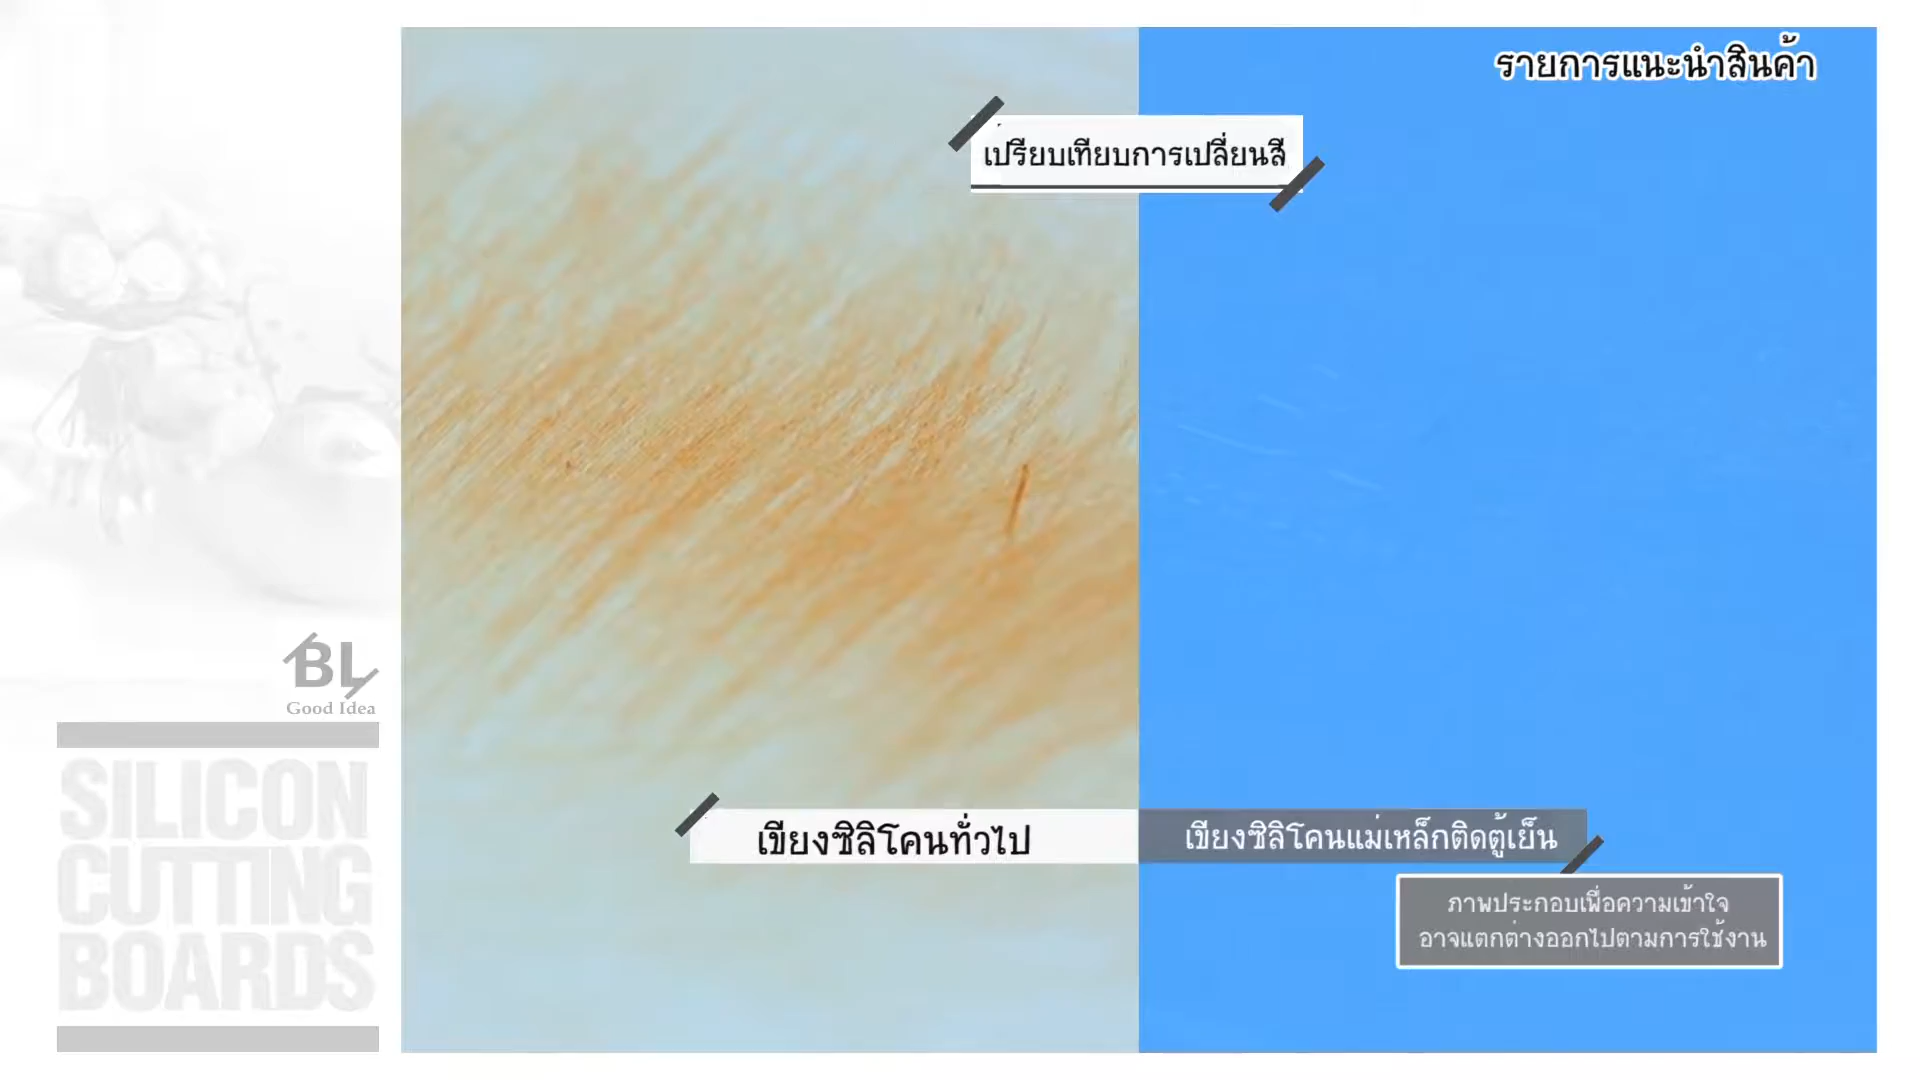 รายการแนะนำสินค้า
เปรียบเทียบการเปลี่ยนสี
BL
Good Idea
SILICON
CUTTING
BOARDS
เขียงซิลิโคนทั่วไป
เขียงซิลิโคนแม่เหล็กติดตู้เย็น
ภาพประกอบเพื่อความเข้าใจ
อาจแตกต่างออกไปตามการใช้งาน